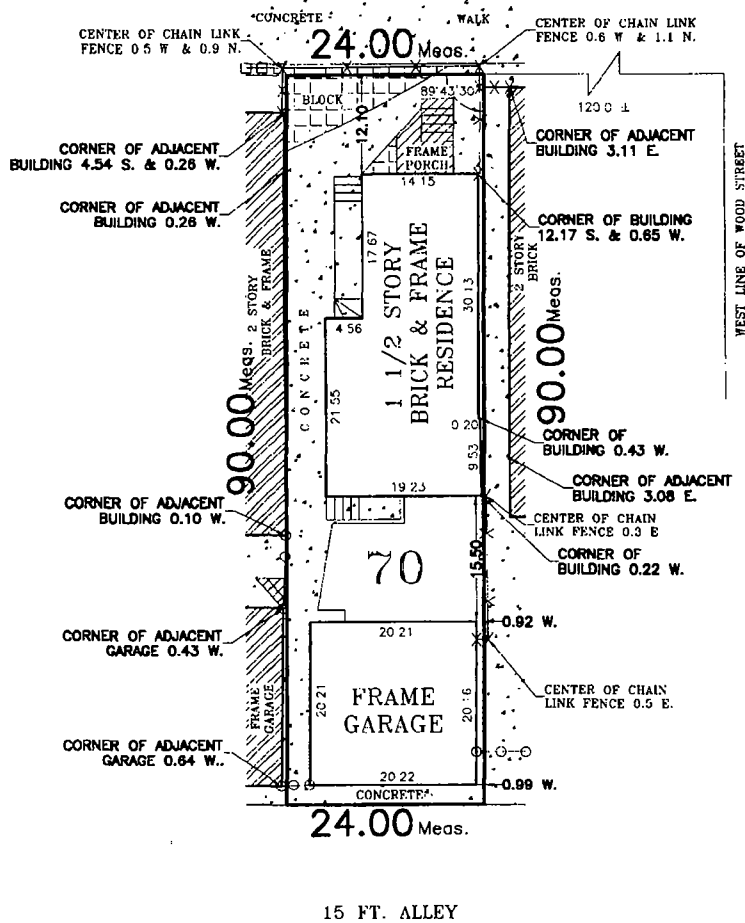 CONCRETE
WALK
CENTER OF CHAIN LINK
FENCE 0.5 W & 0.9 N.
24.00 Meas.
CENTER OF CHAIN LINK
FENCE 0.6 W & 1.1 N.
BLOCK
89°43'30"
120 0 ±
12.10
CORNER OF ADJACENT
BUILDING 4.54 S. & 0.26 W.
CORNER OF ADJACENT
BUILDING 3.11 E.
FRAME
PORCH
14 15
CORNER OF ADJACENT
BUILDING 0.26 W.
CORNER OF BUILDING
12.17 S. & 0.65 W.
WEST LINE OF WOOD STREET
2 STORY
BRICK & FRAME
2 STORY
BRICK
17 67
30 13
1 1/2 STORY
BRICK & FRAME
RESIDENCE
4 56
CONCRETE
90.00 Meas.
90.00 Meas.
21 55
0 20
9 53
CORNER OF
BUILDING 0.43 W.
CORNER OF ADJACENT
BUILDING 3.08 E.
19 23
CORNER OF ADJACENT
BUILDING 0.10 W.
CENTER OF CHAIN
LINK FENCE 0.3 E
CORNER OF
BUILDING 0.22 W.
15.50
70
0.92 W.
20 21
CORNER OF ADJACENT
GARAGE 0.43 W.
20 21
FRAME
GARAGE
20 16
CENTER OF CHAIN
LINK FENCE 0.5 E.
FRAME
GARAGE
CORNER OF ADJACENT
GARAGE 0.64 W..
20 22
0.99 W.
CONCRETE
24.00 Meas.
15 FT. ALLEY